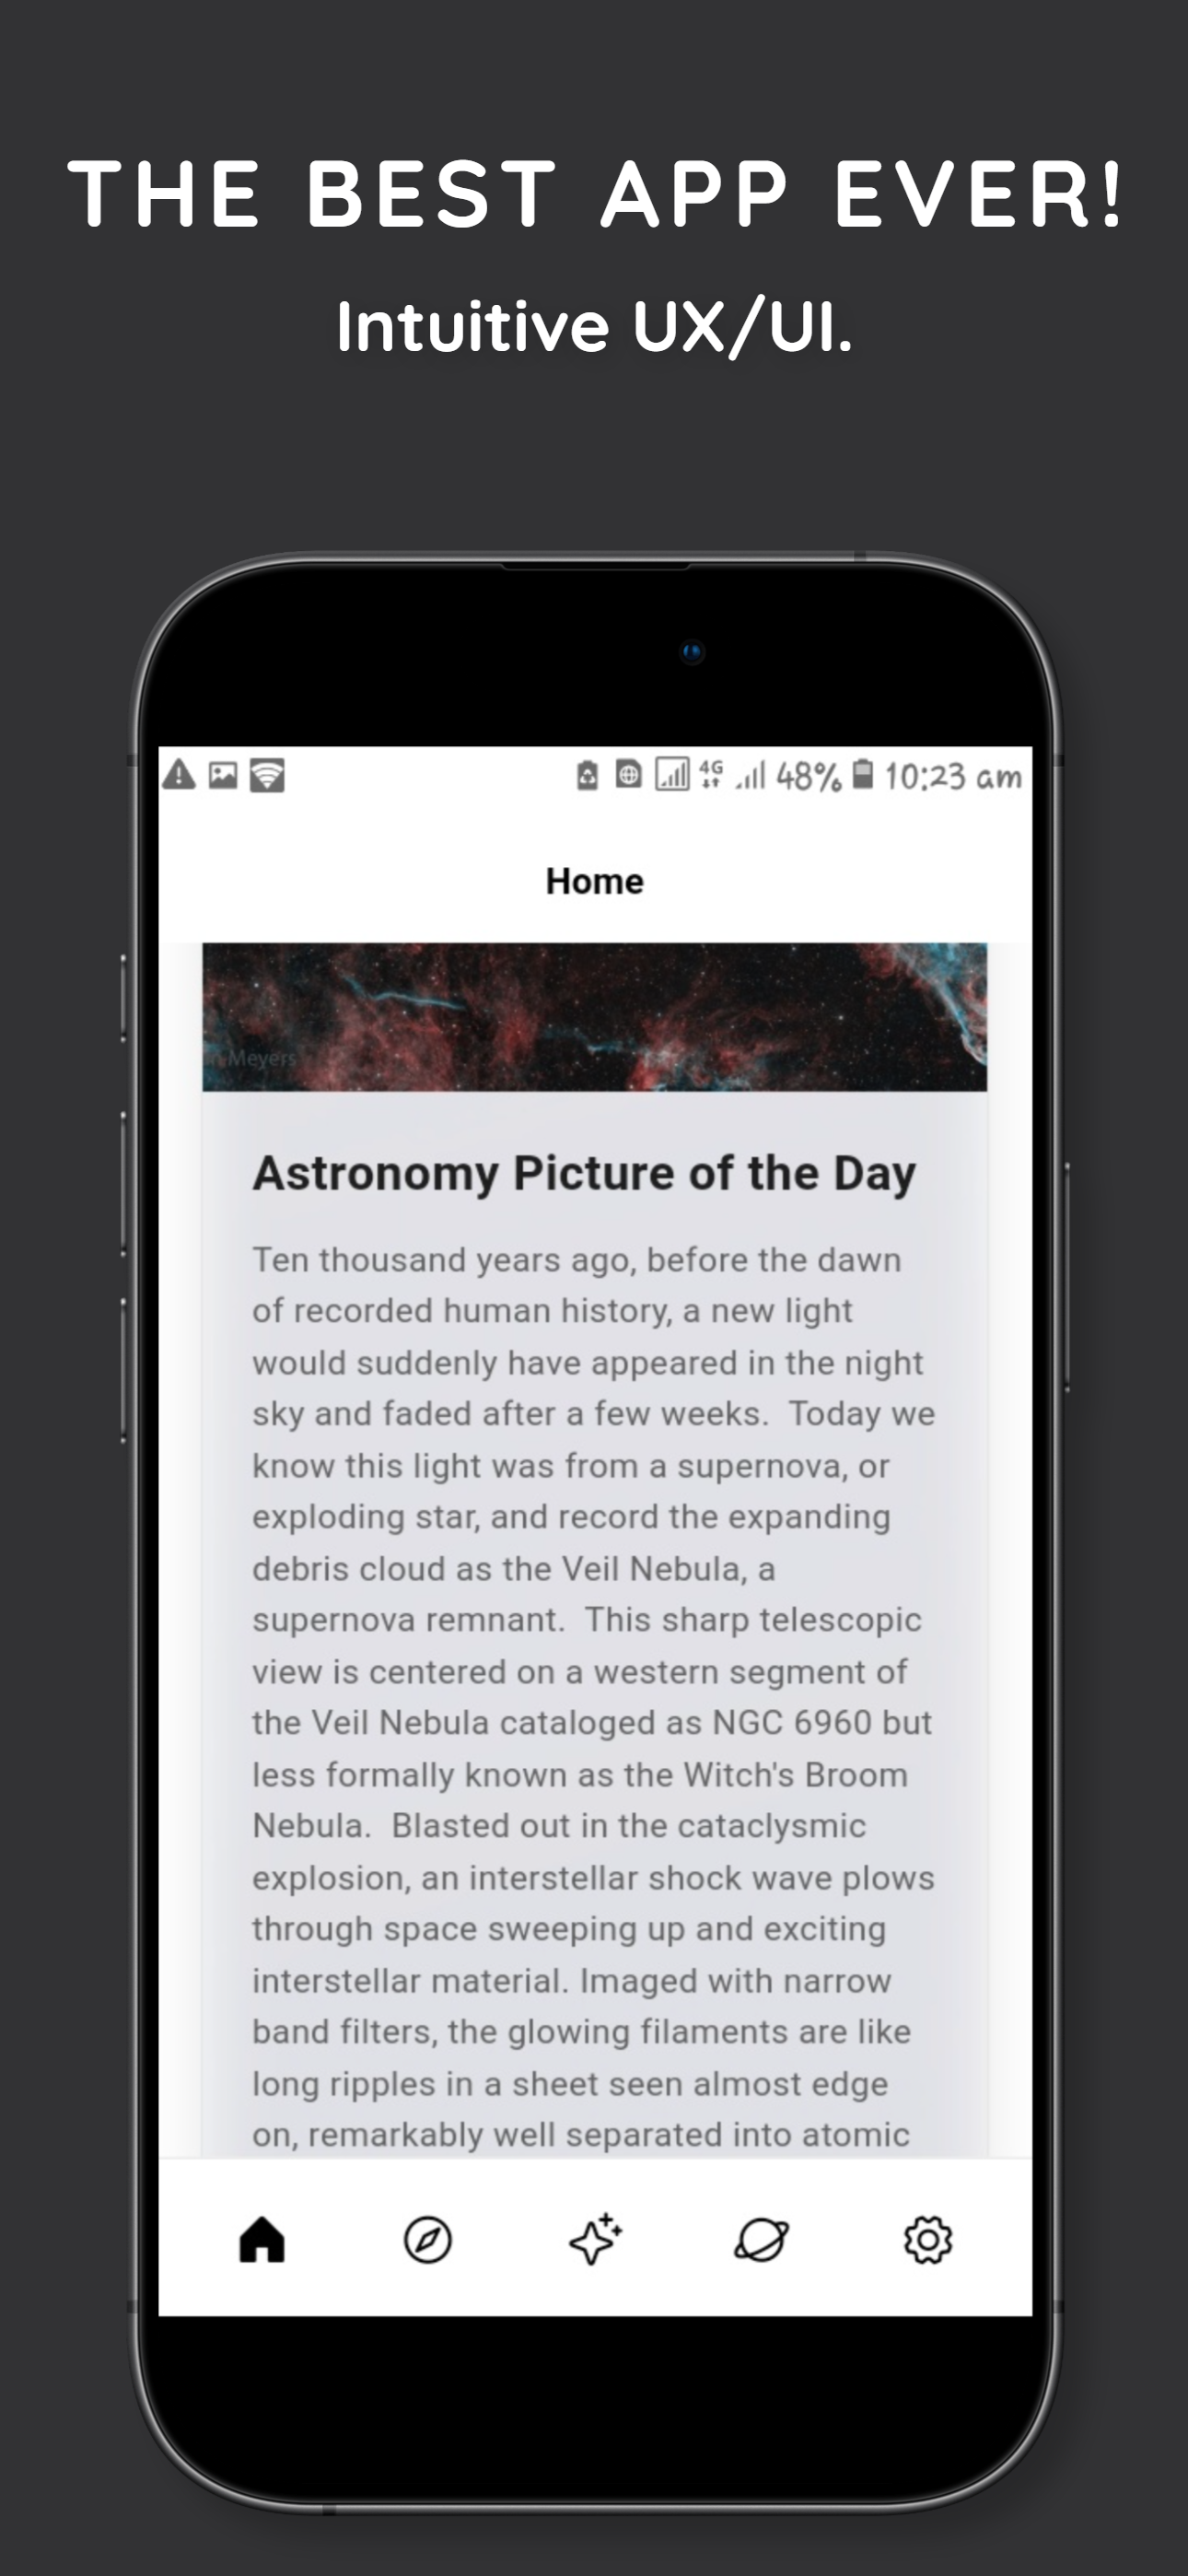 THE BEST APP EVER!
Intuitive UX/UI.
4G 48% 10:23 am
Home
Meyers
Astronomy Picture of the Day
Ten thousand years ago, before the dawn
of recorded human history, a new light
would suddenly have appeared in the night
sky and faded after a few weeks.  Today we
know this light was from a supernova, or
exploding star, and record the expanding
debris cloud as the Veil Nebula, a
supernova remnant.  This sharp telescopic
view is centered on a western segment of
the Veil Nebula cataloged as NGC 6960 but
less formally known as the Witch's Broom
Nebula.  Blasted out in the cataclysmic
explosion, an interstellar shock wave plows
through space sweeping up and exciting
interstellar material. Imaged with narrow
band filters, the glowing filaments are like
long ripples in a sheet seen almost edge
on, remarkably well separated into atomic